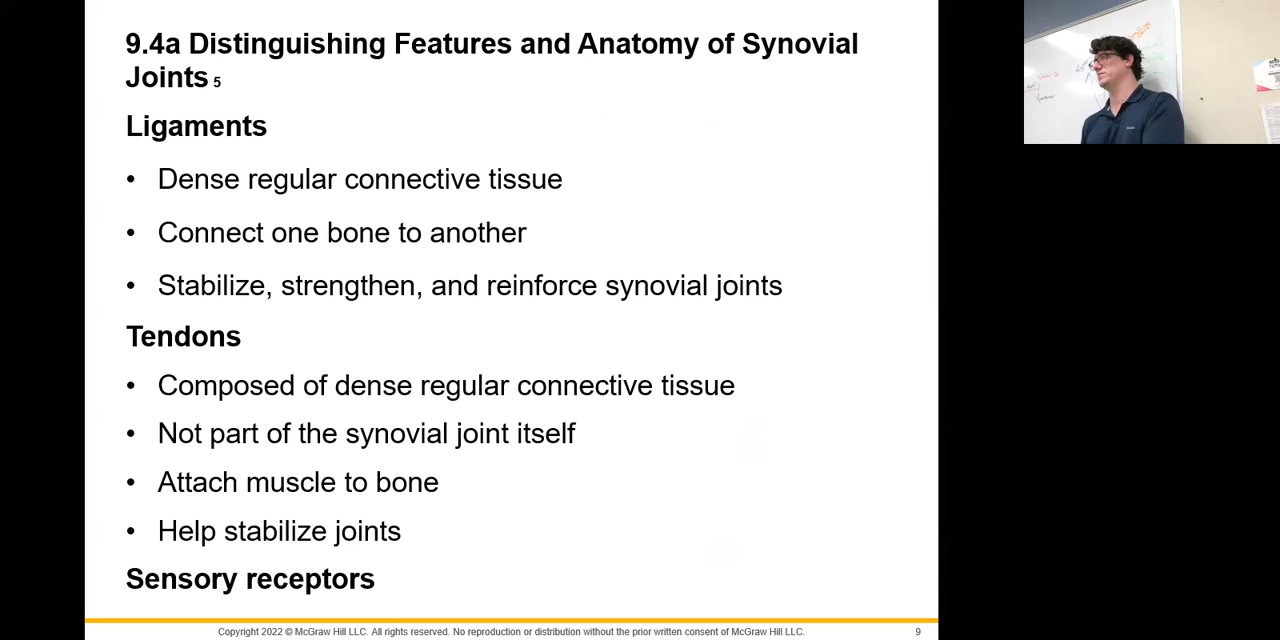 9.4a Distinguishing Features and Anatomy of Synovial
Joints 5
Ligaments
• Dense regular connective tissue
• Connect one bone to another
• Stabilize, strengthen, and reinforce synovial joints
Tendons
• Composed of dense regular connective tissue
• Not part of the synovial joint itself
• Attach muscle to bone
• Help stabilize joints
Sensory receptors
Copyright 2022 © McGraw Hill LLC. All rights reserved. No reproduction or distribution without the prior written consent of McGraw Hill LLC.
9